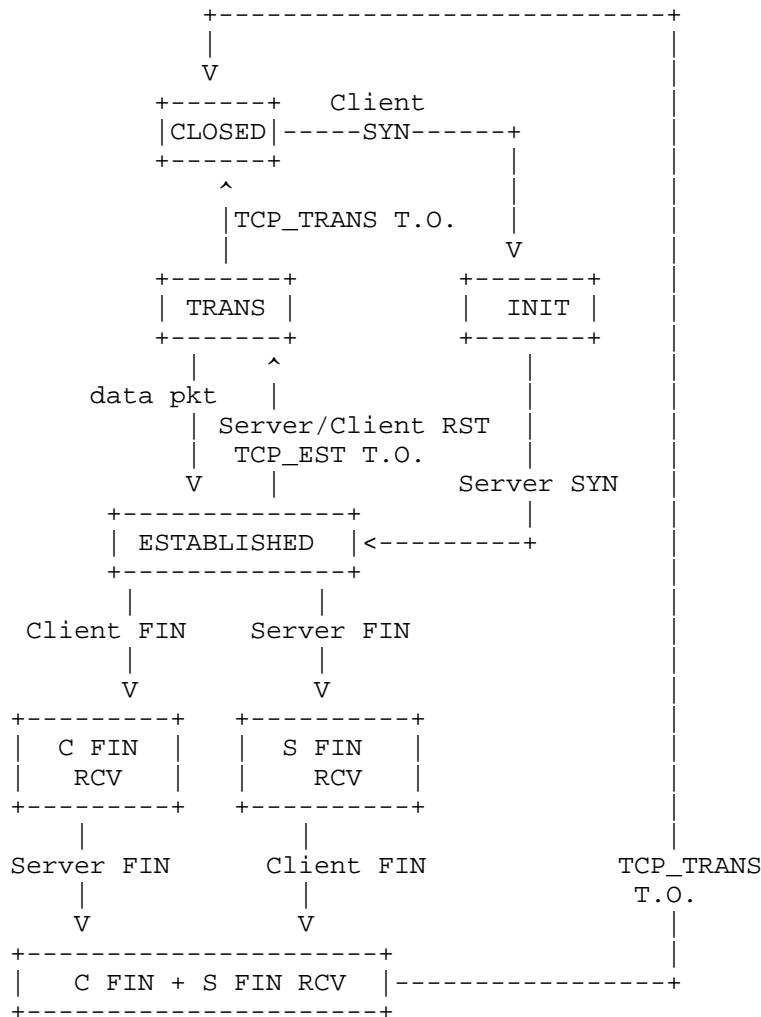 Client
CLOSED SYN
TCP_TRANS T.O.
TRANS INIT
data pkt
Server/Client RST
TCP_EST T.O.
Server SYN
ESTABLISHED
Client FIN Server FIN
C FIN S FIN
RCV RCV
Server FIN Client FIN TCP_TRANS
T.O.
C FIN + S FIN RCV